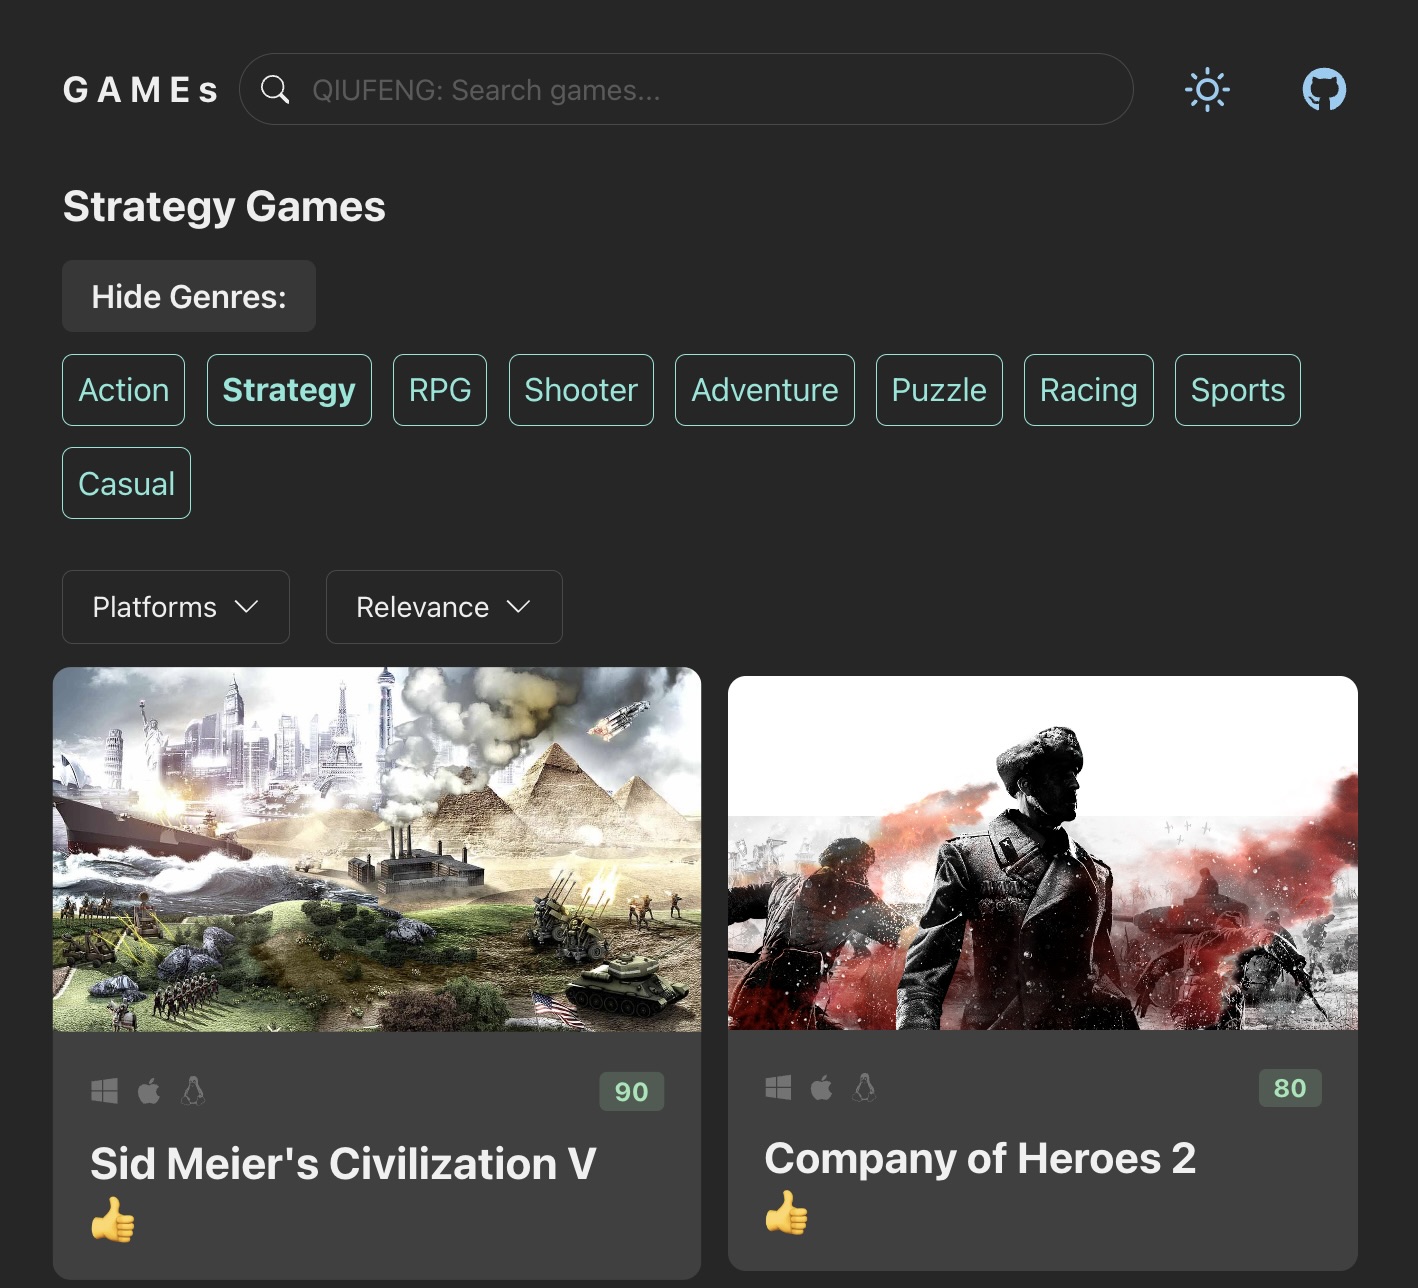 GAMEs
QIUFENG: Search games...
Strategy Games
Hide Genres:
Action Strategy RPG Shooter Adventure Puzzle Racing Sports
Casual
Platforms Relevance
90
Sid Meier's Civilization V
80
Company of Heroes 2